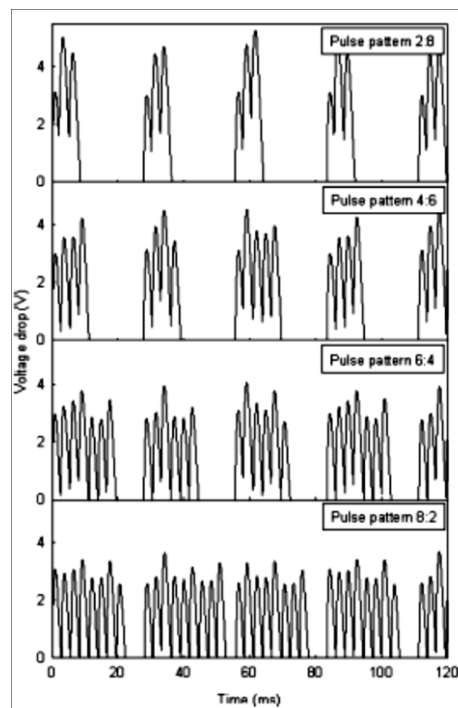 Pulse pattern 2:8
4
2
0
Pulse pattern 4:6
4
2
0
Pulse pattern 6:4
4
2
0
Pulse pattern 8:2
4
2
0
0 20 40 60 80 100 120
Time (ms)
Voltage drop (V)